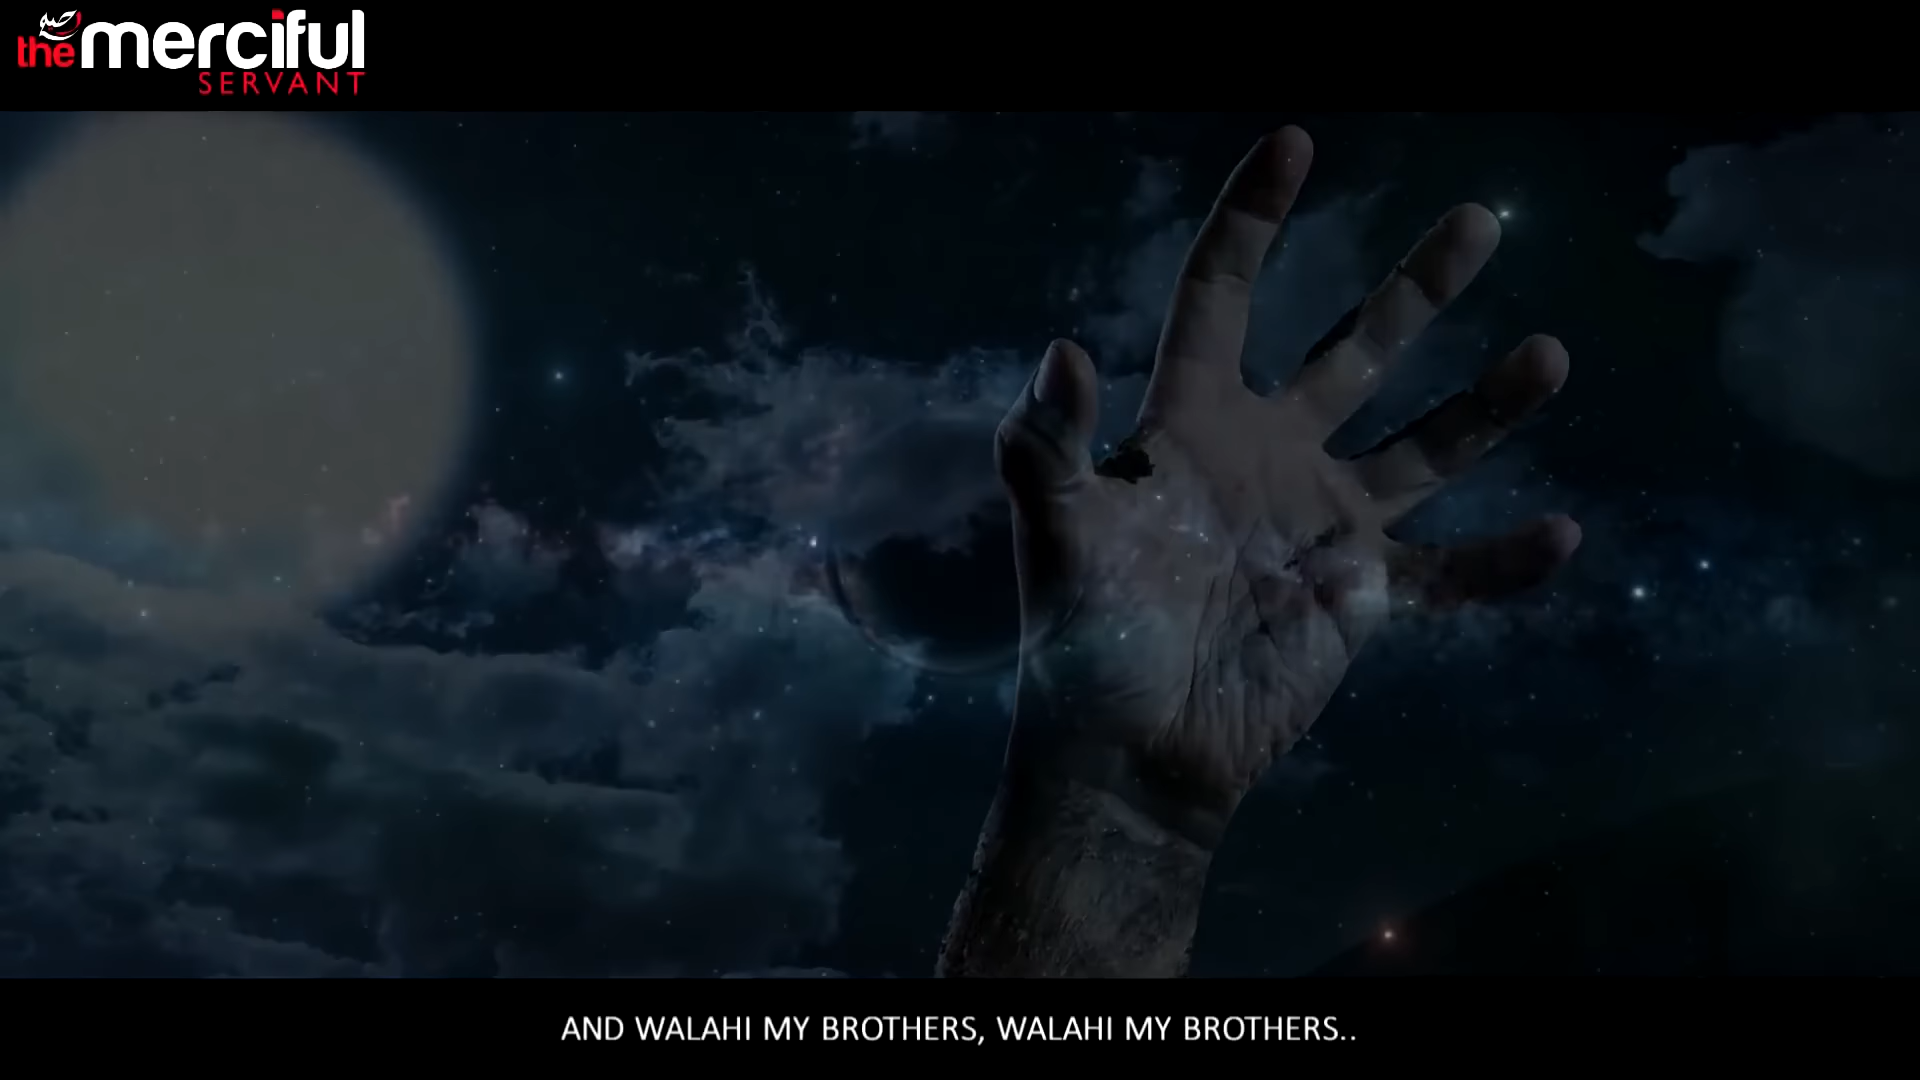 the merciful
SERVANT
AND WALAHI MY BROTHERS, WALAHI MY BROTHERS..